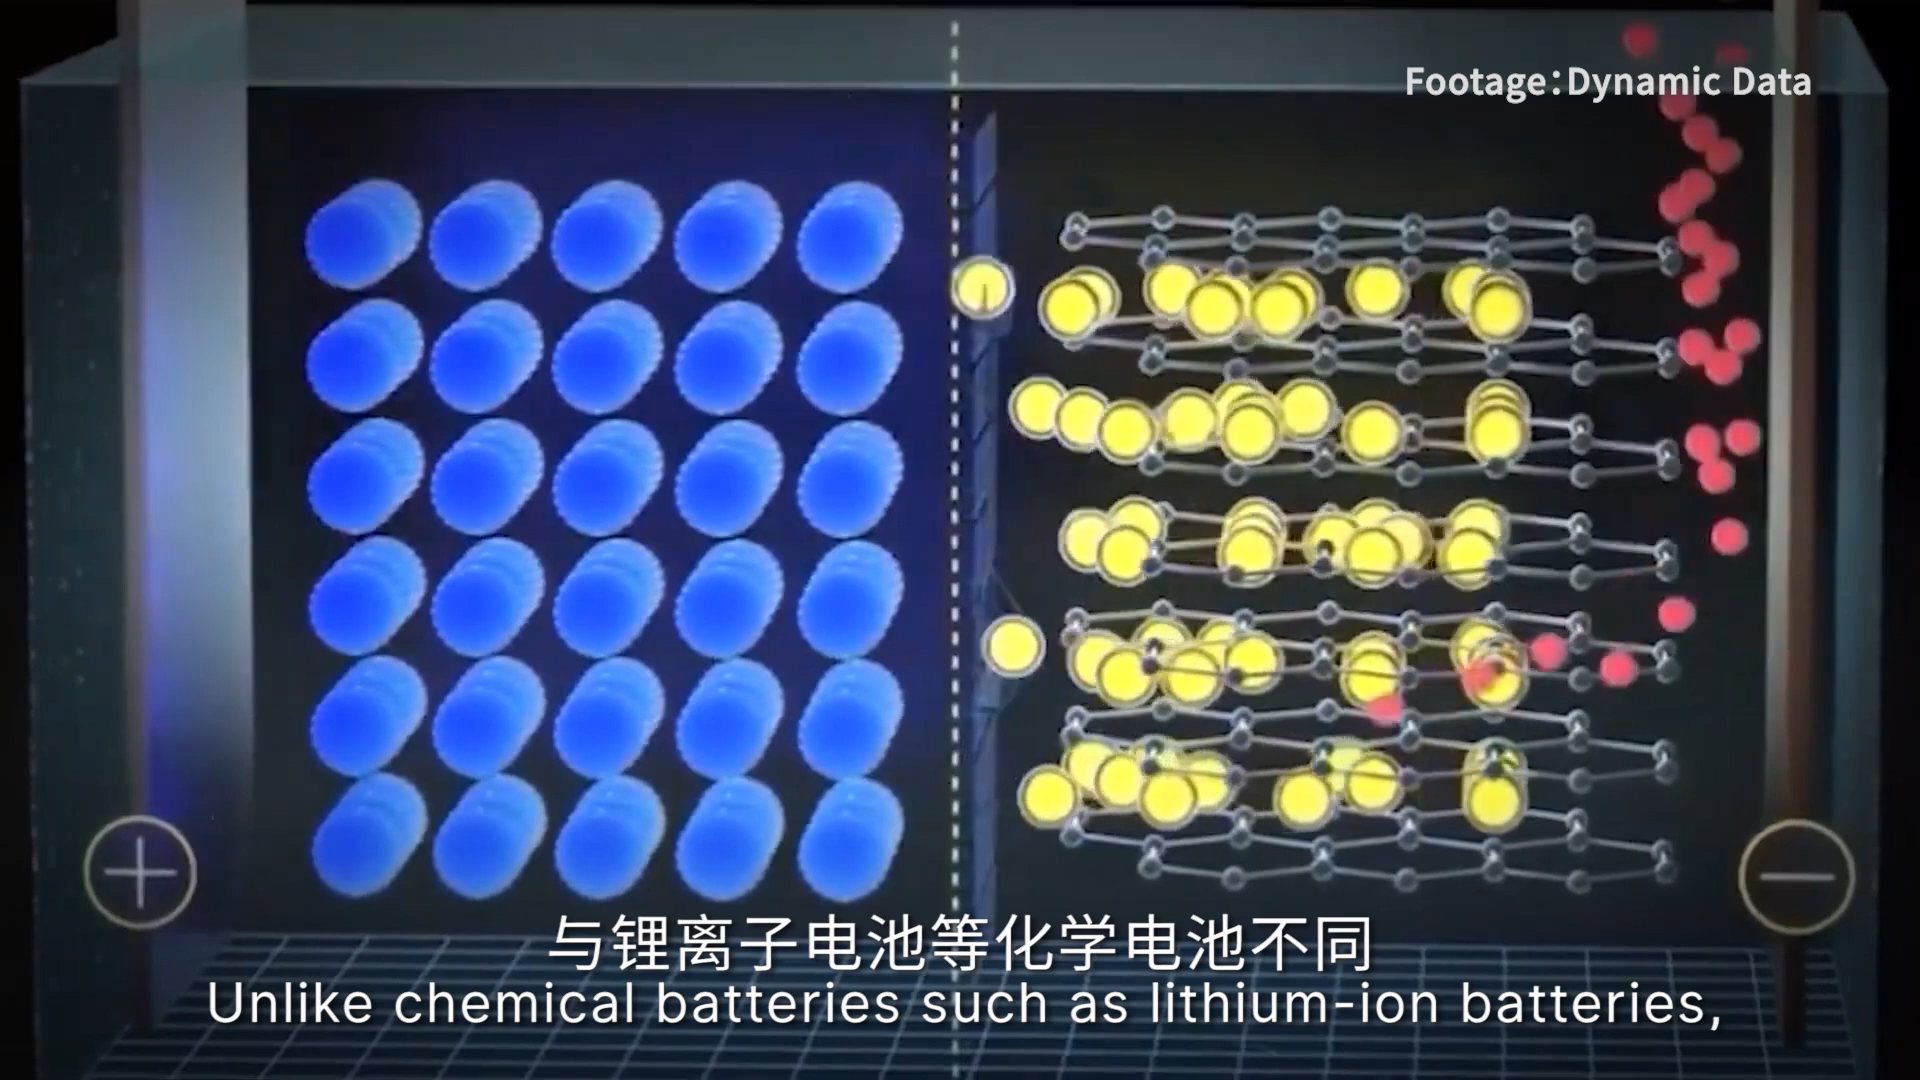 Footage:Dynamic Data
与锂离子电池等化学电池不同
Unlike chemical batteries such as lithium-ion batteries,